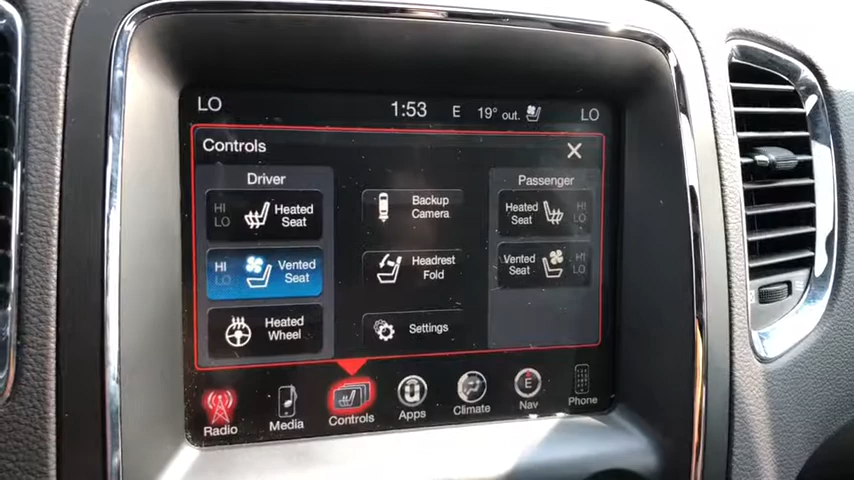 LO 1:53 E 19° out. LO
Controls
Driver
HI
LO
Heated
Seat
HI
LO
Vented
Seat
Heated
Wheel
Backup
Camera
Headrest
Fold
Settings
Passenger
Heated
Seat
HI
LO
Vented
Seat
HI
LO
Radio Media Controls Apps Climate E Nav Phone